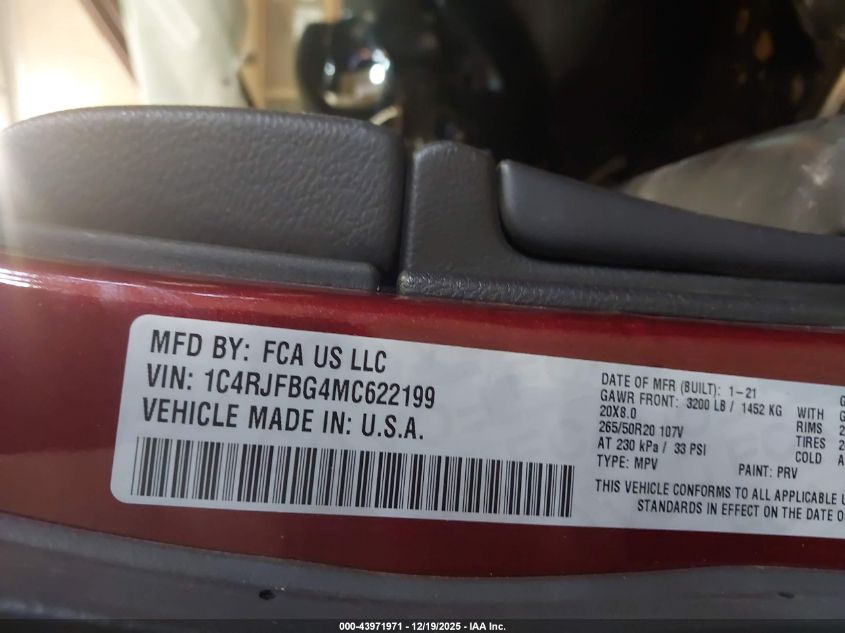 MFD BY: FCA US LLC
VIN: 1C4RJFBG4MC622199
VEHICLE MADE IN: U.S.A.
DATE OF MFR (BUILT): 1-21
GAWR FRONT: 3200 LB / 1452 KG WITH
20X8.0 RIMS
265/50R20 107V TIRES
AT 230 kPa / 33 PSI COLD
TYPE: MPV PAINT: PRV
THIS VEHICLE CONFORMS TO ALL APPLICABLE
STANDARDS IN EFFECT ON THE DATE
000-43971971 - 12/19/2025 - IAA Inc.